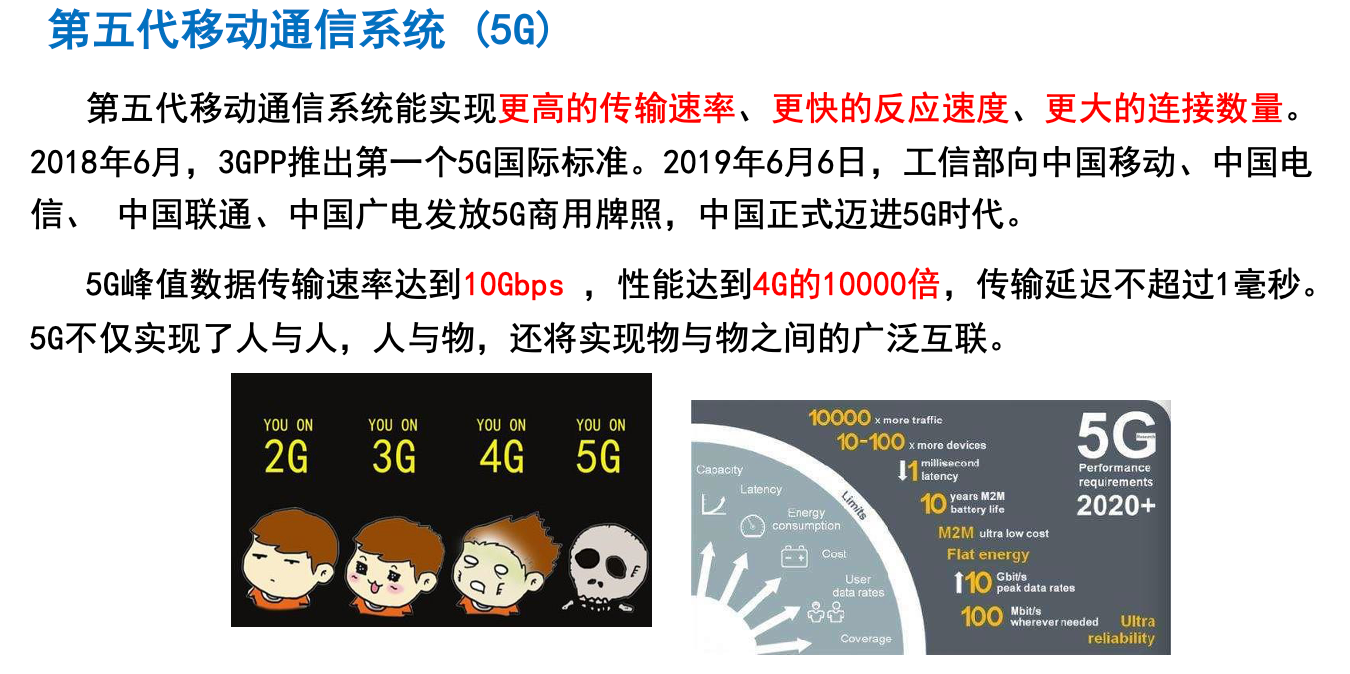 第五代移动通信系统 (5G)
第五代移动通信系统能实现更高的传输速率、更快的反应速度、更大的连接数量。
2018年6月，3GPP推出第一个5G国际标准。2019年6月6日，工信部向中国移动、中国电
信、 中国联通、中国广电发放5G商用牌照，中国正式迈进5G时代。
5G峰值数据传输速率达到10Gbps ，性能达到4G的10000倍，传输延迟不超过1毫秒。
5G不仅实现了人与人，人与物，还将实现物与物之间的广泛互联。
YOU ON
2G
YOU ON
3G
YOU ON
4G
YOU ON
5G
10000 x more traffic
10-100 x more devices
1 millisecond
latency
10 years M2M
battery life
M2M ultra low cost
Flat energy
10 Gbit/s
peak data rates
100 Mbit/s
wherever needed
Ultra
reliability
5G
Performance
requirements
2020+
Limits
Capacity
Latency
Energy
consumption
Cost
User
data rates
Coverage